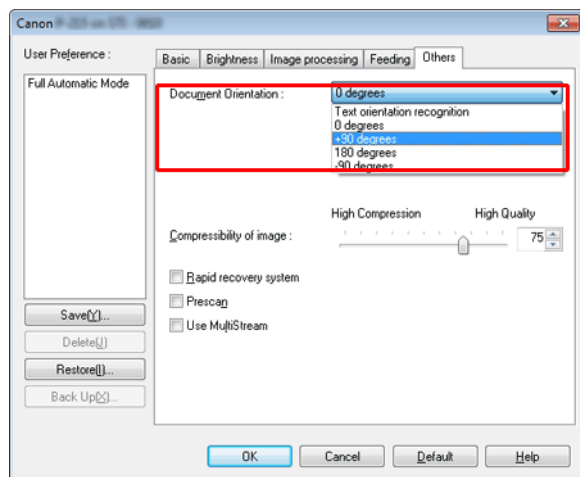 Canon
User Preference :
Full Automatic Mode
Save(Y)...
Delete(J)
Restore(I)...
Back Up(X)...
Basic
Brightness
Image processing
Feeding
Others
Document Orientation :
0 degrees
Text orientation recognition
0 degrees
+90 degrees
180 degrees
-90 degrees
High Compression
High Quality
Compressibility of image :
75
Rapid recovery system
Prescan
Use MultiStream
OK
Cancel
Default
Help